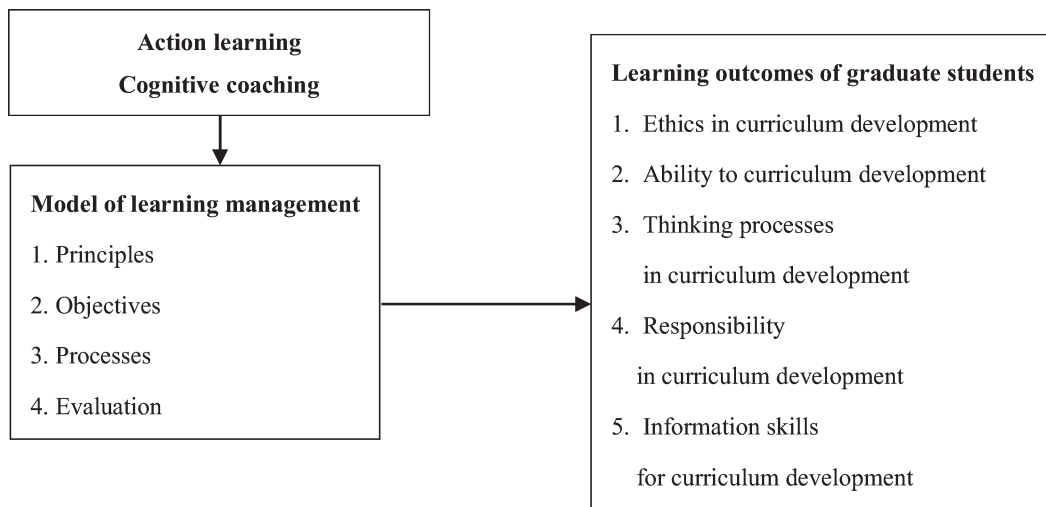 Action learning
Cognitive coaching
Model of learning management
1. Principles
2. Objectives
3. Processes
4. Evaluation
Learning outcomes of graduate students
1. Ethics in curriculum development
2. Ability to curriculum development
3. Thinking processes
in curriculum development
4. Responsibility
in curriculum development
5. Information skills
for curriculum development